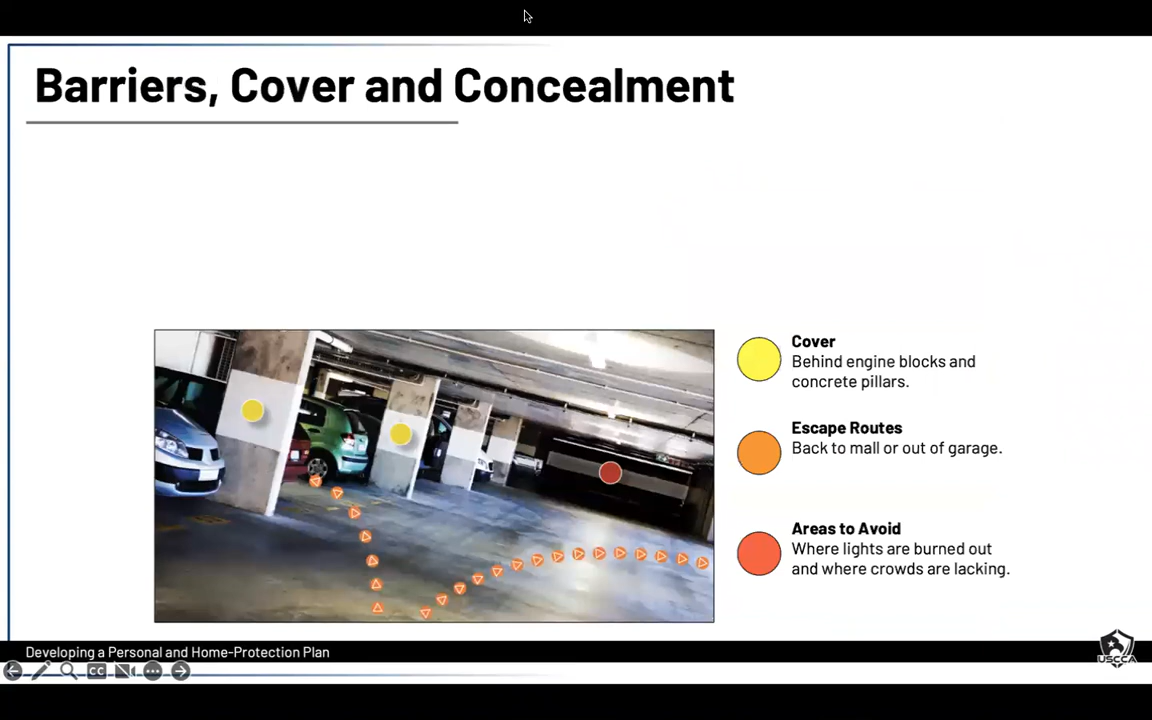 Barriers, Cover and Concealment
Cover
Behind engine blocks and
concrete pillars.
Escape Routes
Back to mall or out of garage.
Areas to Avoid
Where lights are burned out
and where crowds are lacking.
Developing a Personal and Home-Protection Plan
USCCA
CC